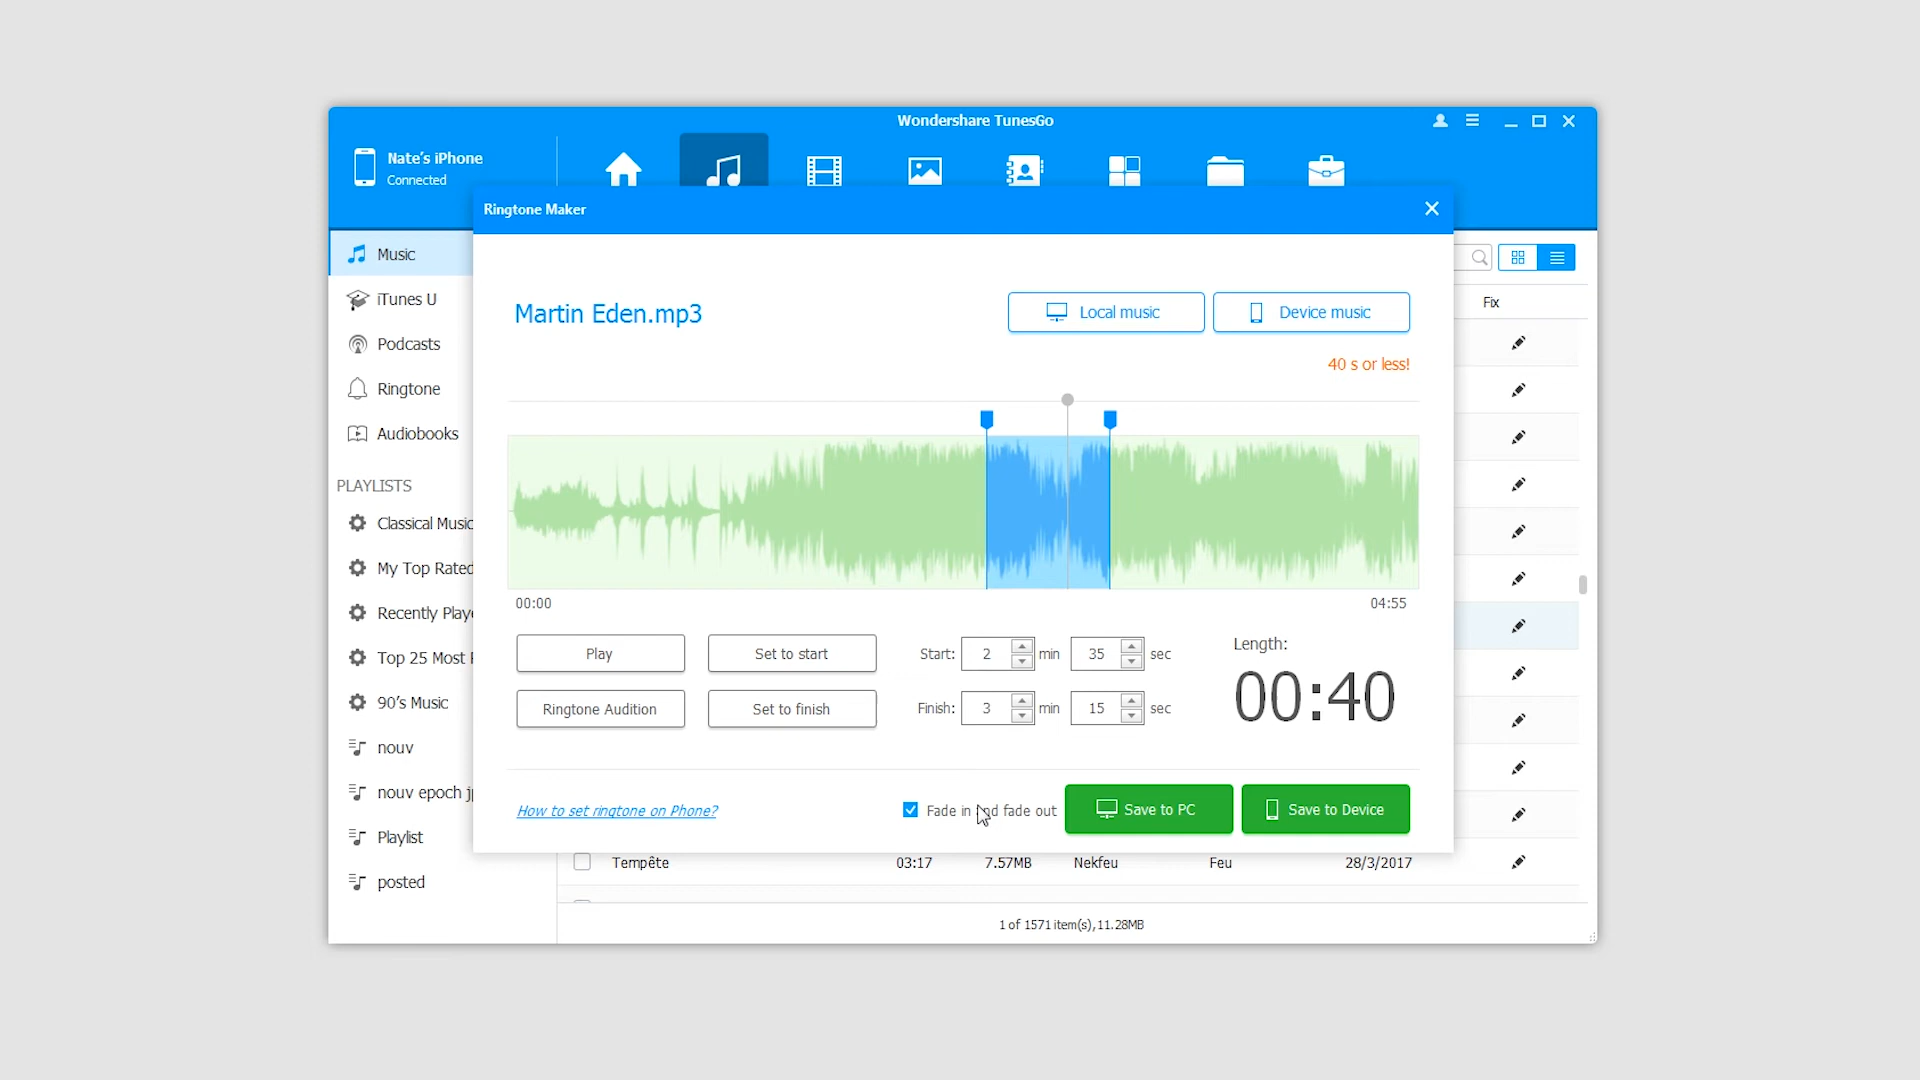 Wondershare TunesGo
Nate's iPhone
Connected
Ringtone Maker
Music
iTunes U
Podcasts
Ringtone
Audiobooks
PLAYLISTS
Classical Music
My Top Rated
Recently Playe
Top 25 Most
90's Music
nouv
nouv epoch
Playlist
posted
Fix
Martin Eden.mp3
Local music
Device music
40 s or less!
00:00
04:55
Play
Set to start
Start: 2 min 35 sec
Length:
00:40
Ringtone Audition
Set to finish
Finish: 3 min 15 sec
How to set ringtone on Phone?
Fade in and fade out
Save to PC
Save to Device
Tempête 03:17 7.57MB Nekfeu Feu 28/3/2017
1 of 1571 item(s),11.28MB